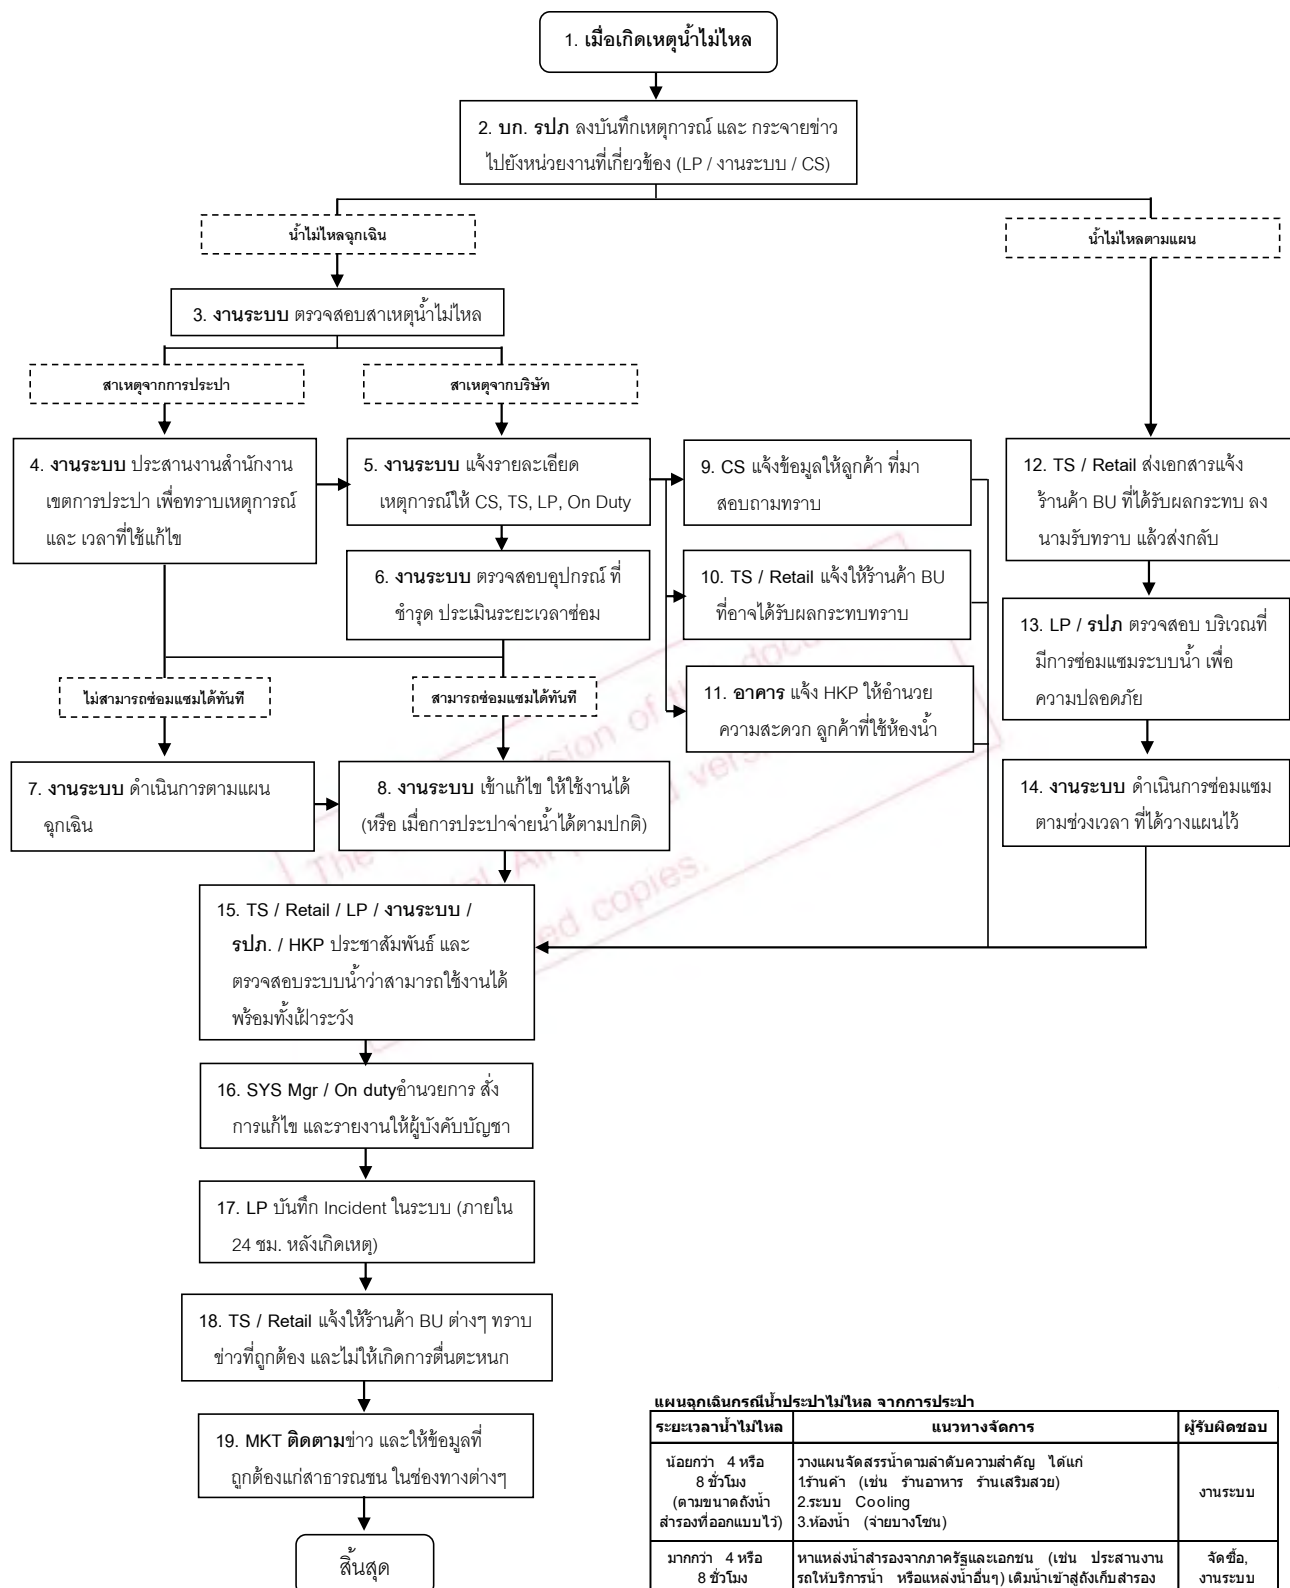 1. เมื่อเกิดเหตุน้ำไม่ไหล
2. บก. รปภ ลงบันทึกเหตุการณ์ และ กระจายข่าว
ไปยังหน่วยงานที่เกี่ยวข้อง (LP / งานระบบ / CS)
น้ำไม่ไหลฉุกเฉิน
น้ำไม่ไหลตามแผน
3. งานระบบ ตรวจสอบสาเหตุน้ำไม่ไหล
สาเหตุจากการประปา
สาเหตุจากบริษัท
4. งานระบบ ประสานงานสำนักงาน
เขตการประปา เพื่อทราบเหตุการณ์
และ เวลาที่ใช้แก้ไข
5. งานระบบ แจ้งรายละเอียด
เหตุการณ์ให้ CS, TS, LP, On Duty
9. CS แจ้งข้อมูลให้ลูกค้า ที่มา
สอบถามทราบ
12. TS / Retail ส่งเอกสารแจ้ง
ร้านค้า BU ที่ได้รับผลกระทบ ลง
นามรับทราบ แล้วส่งกลับ
6. งานระบบ ตรวจสอบอุปกรณ์ ที่
ชำรุด ประเมินระยะเวลาซ่อม
10. TS / Retail แจ้งให้ร้านค้า BU
ที่อาจได้รับผลกระทบทราบ
13. LP / รปภ ตรวจสอบ บริเวณที่
มีการซ่อมแซมระบบน้ำ เพื่อ
ความปลอดภัย
ไม่สามารถซ่อมแซมได้ทันที
สามารถซ่อมแซมได้ทันที
11. อาคาร แจ้ง HKP ให้อำนวย
ความสะดวก ลูกค้าที่ใช้ห้องน้ำ
7. งานระบบ ดำเนินการตามแผน
ฉุกเฉิน
8. งานระบบ เข้าแก้ไข ให้ใช้งานได้
(หรือ เมื่อการประปาจ่ายน้ำได้ตามปกติ)
14. งานระบบ ดำเนินการซ่อมแซม
ตามช่วงเวลา ที่ได้วางแผนไว้
15. TS / Retail / LP / งานระบบ /
รปภ. / HKP ประชาสัมพันธ์ และ
ตรวจสอบระบบน้ำว่าสามารถใช้งานได้
พร้อมทั้งเฝ้าระวัง
16. SYS Mgr / On dutyอำนวยการ สั่ง
การแก้ไข และรายงานให้ผู้บังคับบัญชา
17. LP บันทึก Incident ในระบบ (ภายใน
24 ชม. หลังเกิดเหตุ)
18. TS / Retail แจ้งให้ร้านค้า BU ต่างๆ ทราบ
ข่าวที่ถูกต้อง และไม่ให้เกิดการตื่นตะหนก
19. MKT ติดตามข่าว และให้ข้อมูลที่
ถูกต้องแก่สาธารณชน ในช่องทางต่างๆ
สิ้นสุด
แผนฉุกเฉินกรณีน้ำประปาไม่ไหล จากการประปา
ระยะเวลาน้ำไม่ไหล แนวทางจัดการ ผู้รับผิดชอบ
น้อยกว่า 4 หรือ
8 ชั่วโมง
(ตามขนาดถังน้ำ
สำรองที่ออกแบบไว้)
วางแผนจัดสรรน้ำตามลำดับความสำคัญ ได้แก่
1ร้านค้า (เช่น ร้านอาหาร ร้านเสริมสวย)
2.ระบบ Cooling
3.ห้องน้ำ (จ่ายบางโซน)
งานระบบ
มากกว่า 4 หรือ
8 ชั่วโมง
หาแหล่งน้ำสำรองจากภาครัฐและเอกชน (เช่น ประสานงาน
รถให้บริการน้ำ หรือแหล่งน้ำอื่นๆ) เติมน้ำเข้าสู่ถังเก็บสำรอง
จัดซื้อ,
งานระบบ